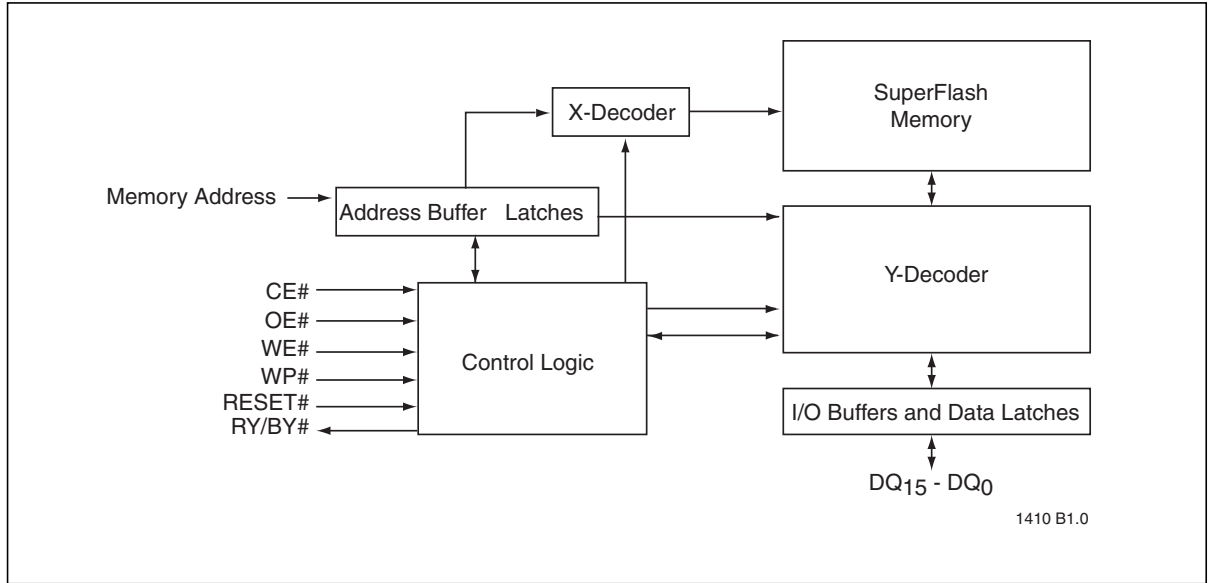 SuperFlash
Memory
X-Decoder
Memory Address
Address Buffer Latches
Y-Decoder
CE#
OE#
WE#
WP#
RESET#
RY/BY#
Control Logic
I/O Buffers and Data Latches
DQ15 - DQ0
1410 B1.0